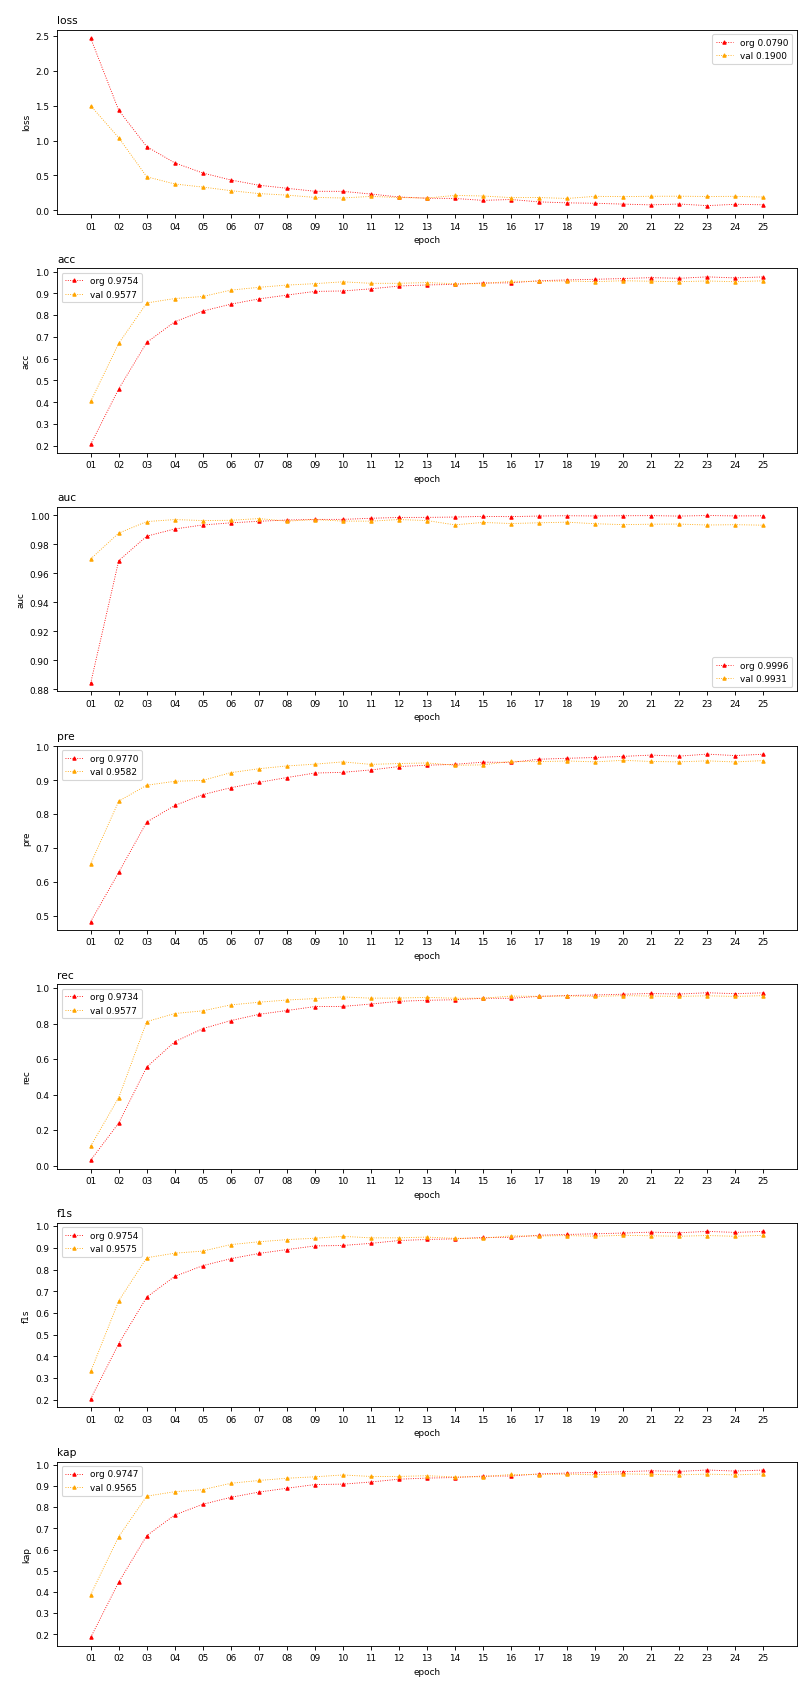 loss
2.5
2.0
1.5
1.0
0.5
0.0
loss
org 0.0790
val 0.1900
01 02 03 04 05 06 07 08 09 10 11 12 13 14 15 16 17 18 19 20 21 22 23 24 25
epoch
acc
1.0
0.9
0.8
0.7
0.6
0.5
0.4
0.3
0.2
acc
org 0.9754
val 0.9577
01 02 03 04 05 06 07 08 09 10 11 12 13 14 15 16 17 18 19 20 21 22 23 24 25
epoch
auc
1.00
0.98
0.96
0.94
0.92
0.90
0.88
auc
org 0.9996
val 0.9931
01 02 03 04 05 06 07 08 09 10 11 12 13 14 15 16 17 18 19 20 21 22 23 24 25
epoch
pre
1.0
0.9
0.8
0.7
0.6
0.5
pre
org 0.9770
val 0.9582
01 02 03 04 05 06 07 08 09 10 11 12 13 14 15 16 17 18 19 20 21 22 23 24 25
epoch
rec
1.0
0.8
0.6
0.4
0.2
0.0
rec
org 0.9734
val 0.9577
01 02 03 04 05 06 07 08 09 10 11 12 13 14 15 16 17 18 19 20 21 22 23 24 25
epoch
f1s
1.0
0.9
0.8
0.7
0.6
0.5
0.4
0.3
0.2
f1s
org 0.9754
val 0.9575
01 02 03 04 05 06 07 08 09 10 11 12 13 14 15 16 17 18 19 20 21 22 23 24 25
epoch
kap
1.0
0.9
0.8
0.7
0.6
0.5
0.4
0.3
0.2
kap
org 0.9747
val 0.9565
01 02 03 04 05 06 07 08 09 10 11 12 13 14 15 16 17 18 19 20 21 22 23 24 25
epoch